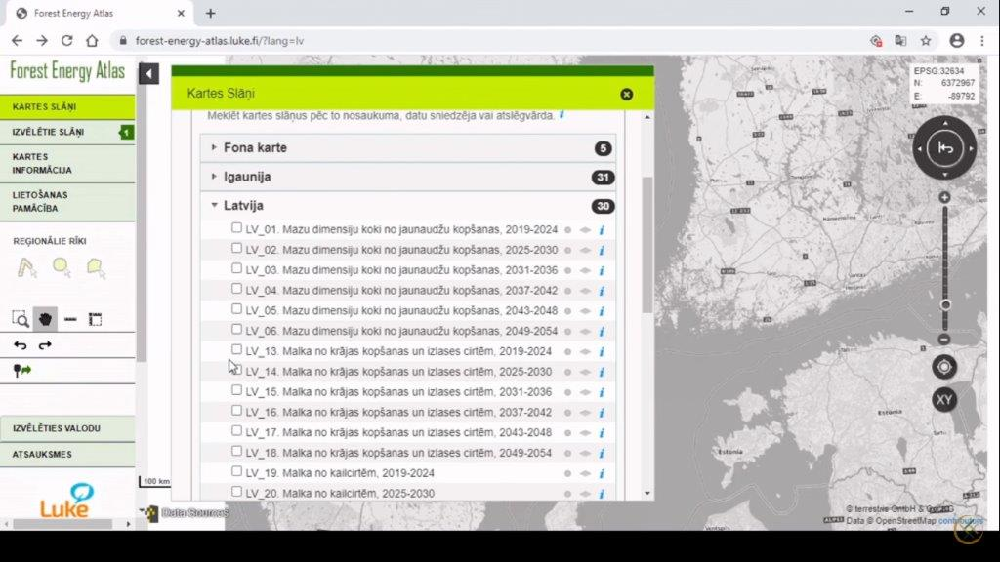 Forest Energy Atlas
forest-energy-atlas.luke.fi/?lang=lv
Forest Energy Atlas
KARTES SLĀŅI
IZVĒLĒTIE SLĀŅI 1
KARTES
INFORMĀCIJA
LIETOŠANAS
PAMĀCĪBA
REĢIONĀLIE RĪKI
IZVĒLĒTIES VALODU
ATSAUKSMES
Luke
Kartes Slāņi
Meklēt kartes slāņus pēc to nosaukuma, datu sniedzēja vai atslēgvārda. i
Fona karte 5
Igaunija 31
Latvija 30
LV_01. Mazu dimensiju koki no jaunaudžu kopšanas, 2019-2024 i
LV_02. Mazu dimensiju koki no jaunaudžu kopšanas, 2025-2030 i
LV_03. Mazu dimensiju koki no jaunaudžu kopšanas, 2031-2036 i
LV_04. Mazu dimensiju koki no jaunaudžu kopšanas, 2037-2042 i
LV_05. Mazu dimensiju koki no jaunaudžu kopšanas, 2043-2048 i
LV_06. Mazu dimensiju koki no jaunaudžu kopšanas, 2049-2054 i
LV_13. Malka no krājas kopšanas un izlases cirtēm, 2019-2024 i
LV_14. Malka no krājas kopšanas un izlases cirtēm, 2025-2030 i
LV_15. Malka no krājas kopšanas un izlases cirtēm, 2031-2036 i
LV_16. Malka no krājas kopšanas un izlases cirtēm, 2037-2042 i
LV_17. Malka no krājas kopšanas un izlases cirtēm, 2043-2048 i
LV_18. Malka no krājas kopšanas un izlases cirtēm, 2049-2054 i
LV_19. Malka no kailcirtēm, 2019-2024 i
LV_20. Malka no kailcirtēm, 2025-2030 i
100 km
Data Sources
EPSG:32634
N: 6372967
E: -89792
XY
Eesti
Estonia
Estonia
© terrestris GmbH & Co
Data © OpenStreetMap contributors